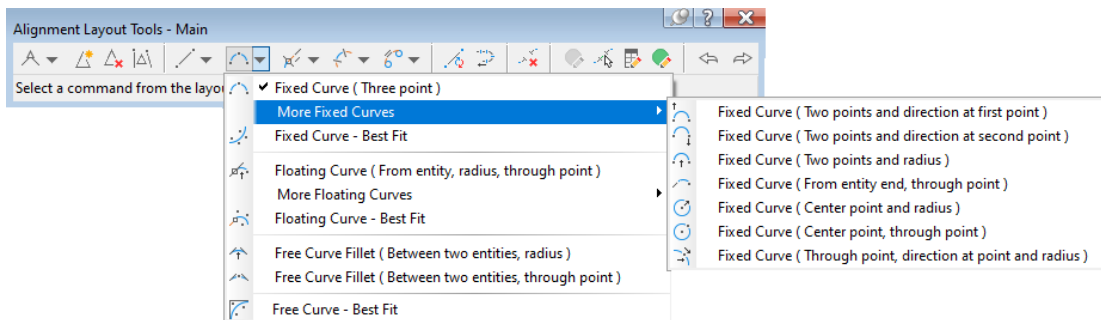 Alignment Layout Tools - Main
Select a command from the layou
Fixed Curve ( Three point )
More Fixed Curves
Fixed Curve - Best Fit
Floating Curve ( From entity, radius, through point )
More Floating Curves
Floating Curve - Best Fit
Free Curve Fillet ( Between two entities, radius )
Free Curve Fillet ( Between two entities, through point )
Free Curve - Best Fit
Fixed Curve ( Two points and direction at first point )
Fixed Curve ( Two points and direction at second point )
Fixed Curve ( Two points and radius )
Fixed Curve ( From entity end, through point )
Fixed Curve ( Center point and radius )
Fixed Curve ( Center point, through point )
Fixed Curve ( Through point, direction at point and radius )